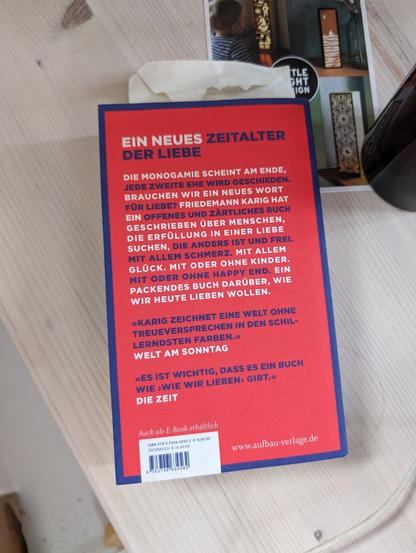 TLE
GHT
IGN
EIN NEUES ZEITALTER
DER LIEBE
DIE MONOGAMIE SCHEINT AM ENDE,
JEDE ZWEITE EHE WIRD GESCHIEDEN.
BRAUCHEN WIR EIN NEUES WORT
FÜR LIEBE? FRIEDEMANN KARIG HAT
EIN OFFENES UND ZÄRTLICHES BUCH
GESCHRIEBEN ÜBER MENSCHEN,
DIE ERFÜLLUNG IN EINER LIEBE
SUCHEN, DIE ANDERS IST UND FREI.
MIT ALLEM SCHMERZ. MIT ALLEM
GLÜCK. MIT ODER OHNE KINDER.
MIT ODER OHNE HAPPY END. EIN
PACKENDES BUCH DARÜBER, WIE
WIR HEUTE LIEBEN WOLLEN.
»KARIG ZEICHNET EINE WELT OHNE
TREUEVERSPRECHEN IN DEN SCHIL-
LERNDSTEN FARBEN.«
WELT AM SONNTAG
»ES IST WICHTIG, DASS ES EIN BUCH
WIE ›WIE WIR LIEBEN‹ GIBT.«
DIE ZEIT
Auch als E-Book erhältlich
www.aufbau-verlage.de